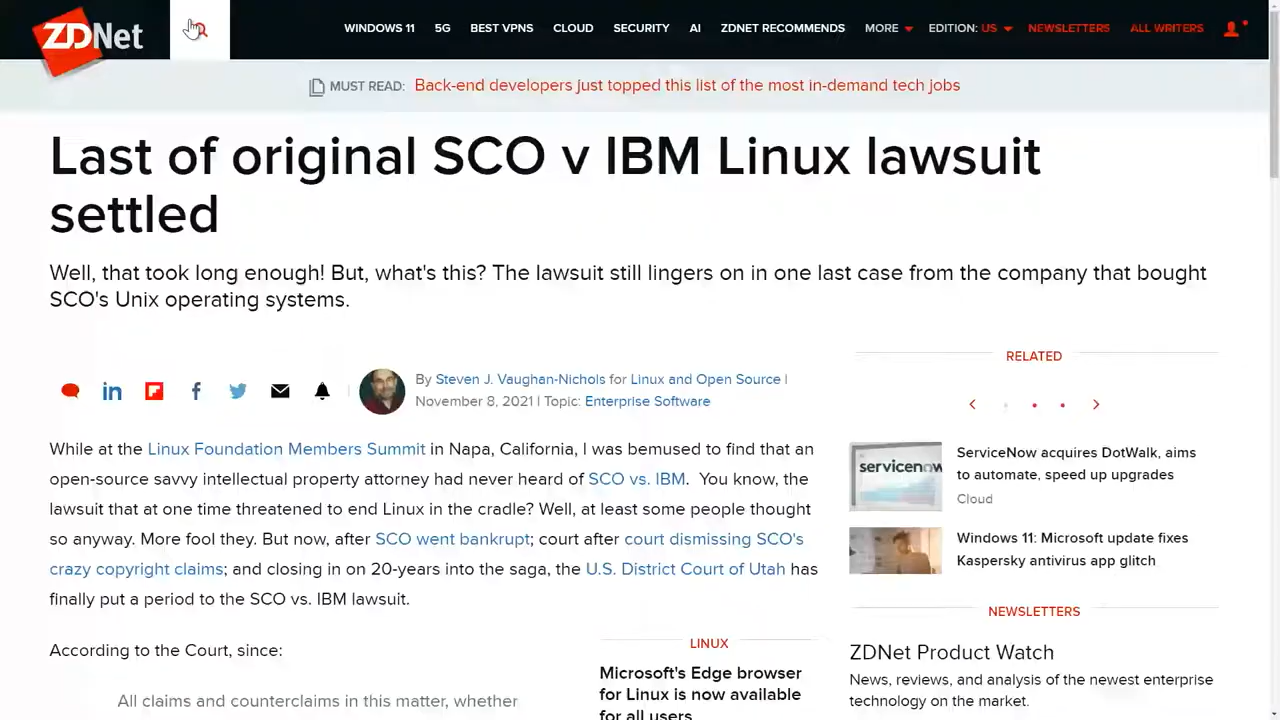 ZDNet
WINDOWS 11 5G BEST VPNS CLOUD SECURITY AI ZDNET RECOMMENDS MORE EDITION: US NEWSLETTERS ALL WRITERS
MUST READ: Back-end developers just topped this list of the most in-demand tech jobs
Last of original SCO v IBM Linux lawsuit
settled
Well, that took long enough! But, what's this? The lawsuit still lingers on in one last case from the company that bought
SCO's Unix operating systems.
By Steven J. Vaughan-Nichols for Linux and Open Source |
November 8, 2021 | Topic: Enterprise Software
While at the Linux Foundation Members Summit in Napa, California, I was bemused to find that an
open-source savvy intellectual property attorney had never heard of SCO vs. IBM. You know, the
lawsuit that at one time threatened to end Linux in the cradle? Well, at least some people thought
so anyway. More fool they. But now, after SCO went bankrupt; court after court dismissing SCO's
crazy copyright claims; and closing in on 20-years into the saga, the U.S. District Court of Utah has
finally put a period to the SCO vs. IBM lawsuit.
According to the Court, since:
All claims and counterclaims in this matter, whether
LINUX
Microsoft's Edge browser
for Linux is now available
for all users
RELATED
servicenow
ServiceNow acquires DotWalk, aims
to automate, speed up upgrades
Cloud
Windows 11: Microsoft update fixes
Kaspersky antivirus app glitch
NEWSLETTERS
ZDNet Product Watch
News, reviews, and analysis of the newest enterprise
technology on the market.